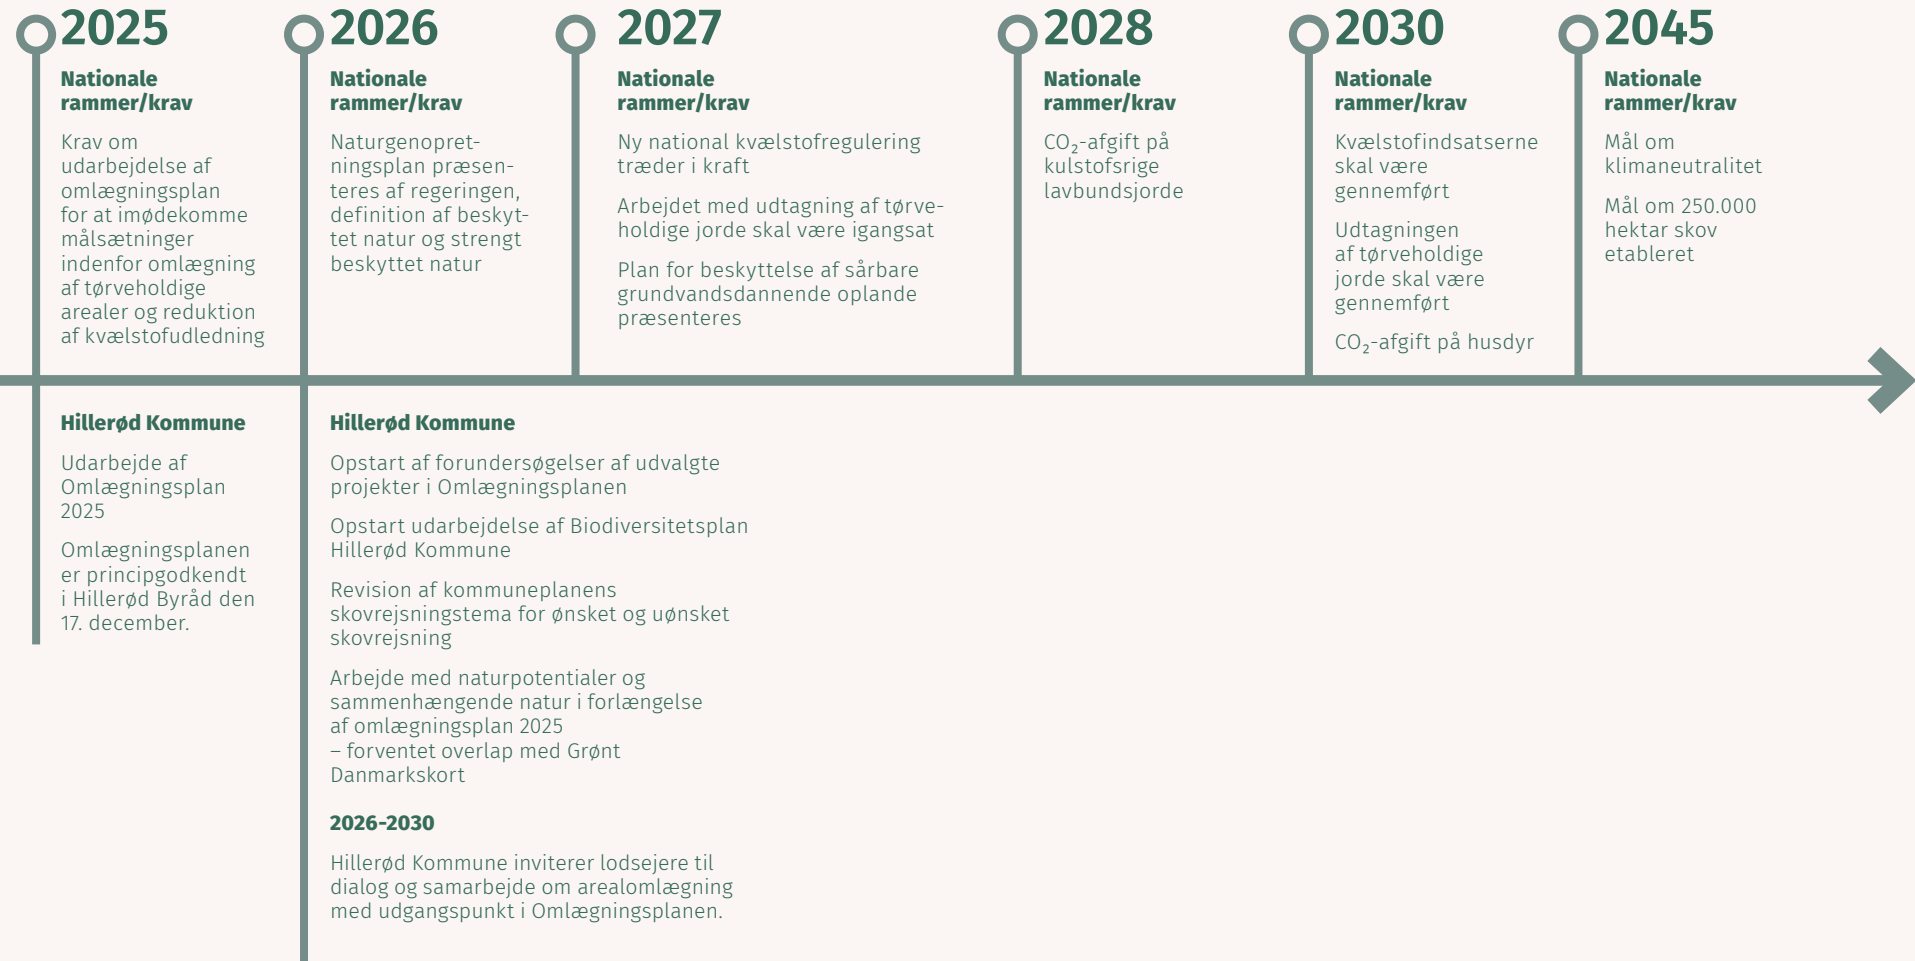 2025
Nationale
rammer/krav
Krav om
udarbejdelse af
omlægningsplan
for at imødekomme
målsætninger
indenfor omlægning
af tørveholdige
arealer og reduktion
af kvælstofudledning
2026
Nationale
rammer/krav
Naturgenopret-
ningsplan præsen-
teres af regeringen,
definition af beskyt-
tet natur og strengt
beskyttet natur
2027
Nationale
rammer/krav
Ny national kvælstofregulering
træder i kraft
Arbejdet med udtagning af tørve-
holdige jorde skal være igangsat
Plan for beskyttelse af sårbare
grundvandsdannende oplande
præsenteres
2028
Nationale
rammer/krav
CO₂-afgift på
kulstofsrige
lavbundsjorde
2030
Nationale
rammer/krav
Kvælstofindsatserne
skal være
gennemført
Udtagningen
af tørveholdige
jorde skal være
gennemført
CO₂-afgift på husdyr
2045
Nationale
rammer/krav
Mål om
klimaneutralitet
Mål om 250.000
hektar skov
etableret
Hillerød Kommune
Udarbejde af
Omlægningsplan
2025
Omlægningsplanen
er principgodkendt
i Hillerød Byråd den
17. december.
Hillerød Kommune
Opstart af forundersøgelser af udvalgte
projekter i Omlægningsplanen
Opstart udarbejdelse af Biodiversitetsplan
Hillerød Kommune
Revision af kommuneplanens
skovrejsningstema for ønsket og uønsket
skovrejsning
Arbejde med naturpotentialer og
sammenhængende natur i forlængelse
af omlægningsplan 2025
– forventet overlap med Grønt
Danmarkskort
2026-2030
Hillerød Kommune inviterer lodsejere til
dialog og samarbejde om arealomlægning
med udgangspunkt i Omlægningsplanen.